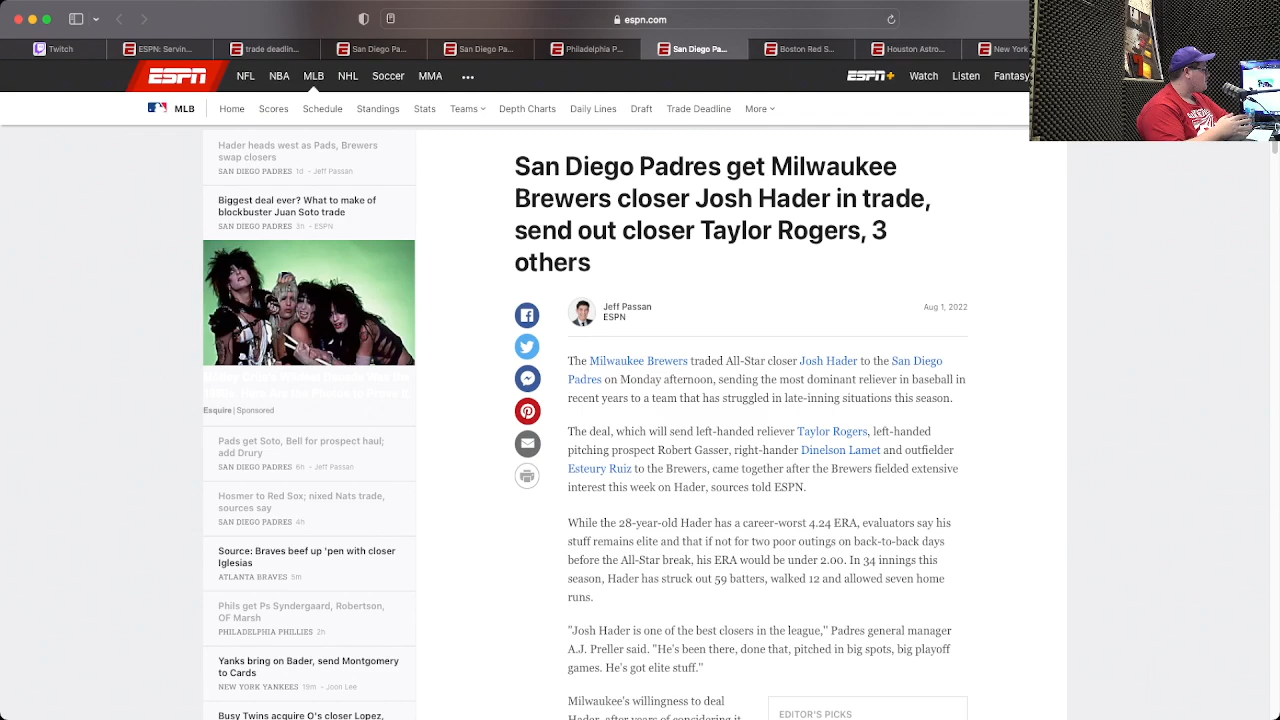 espn.com
Twitch
ESPN: Servin...
trade deadlin...
San Diego Pa...
San Diego Pa...
Philadelphia P...
San Diego Pa...
Boston Red S...
Houston Astro...
New York
ESPN
NFL
NBA
MLB
NHL
Soccer
MMA
ESPN+
Watch
Listen
Fantasy
MLB
Home
Scores
Schedule
Standings
Stats
Teams
Depth Charts
Daily Lines
Draft
Trade Deadline
More
Hader heads west as Pads, Brewers
swap closers
SAN DIEGO PADRES 1d - Jeff Passan
Biggest deal ever? What to make of
blockbuster Juan Soto trade
SAN DIEGO PADRES 3h - ESPN
Esquire | Sponsored
Pads get Soto, Bell for prospect haul;
add Drury
SAN DIEGO PADRES 6h - Jeff Passan
Hosmer to Red Sox; nixed Nats trade,
sources say
SAN DIEGO PADRES 4h
Source: Braves beef up 'pen with closer
Iglesias
ATLANTA BRAVES 5m
Phils get Ps Syndergaard, Robertson,
OF Marsh
PHILADELPHIA PHILLIES 2h
Yanks bring on Bader, send Montgomery
to Cards
NEW YORK YANKEES 19m - Joon Lee
Busy Twins acquire O's closer Lopez,
San Diego Padres get Milwaukee
Brewers closer Josh Hader in trade,
send out closer Taylor Rogers, 3
others
Jeff Passan
ESPN
Aug 1, 2022
The Milwaukee Brewers traded All-Star closer Josh Hader to the San Diego
Padres on Monday afternoon, sending the most dominant reliever in baseball in
recent years to a team that has struggled in late-inning situations this season.
The deal, which will send left-handed reliever Taylor Rogers, left-handed
pitching prospect Robert Gasser, right-hander Dinelson Lamet and outfielder
Esteury Ruiz to the Brewers, came together after the Brewers fielded extensive
interest this week on Hader, sources told ESPN.
While the 28-year-old Hader has a career-worst 4.24 ERA, evaluators say his
stuff remains elite and that if not for two poor outings on back-to-back days
before the All-Star break, his ERA would be under 2.00. In 34 innings this
season, Hader has struck out 59 batters, walked 12 and allowed seven home
runs.
"Josh Hader is one of the best closers in the league," Padres general manager
A.J. Preller said. "He's been there, done that, pitched in big spots, big playoff
games. He's got elite stuff."
Milwaukee's willingness to deal
Hader, after years of considering it
EDITOR'S PICKS